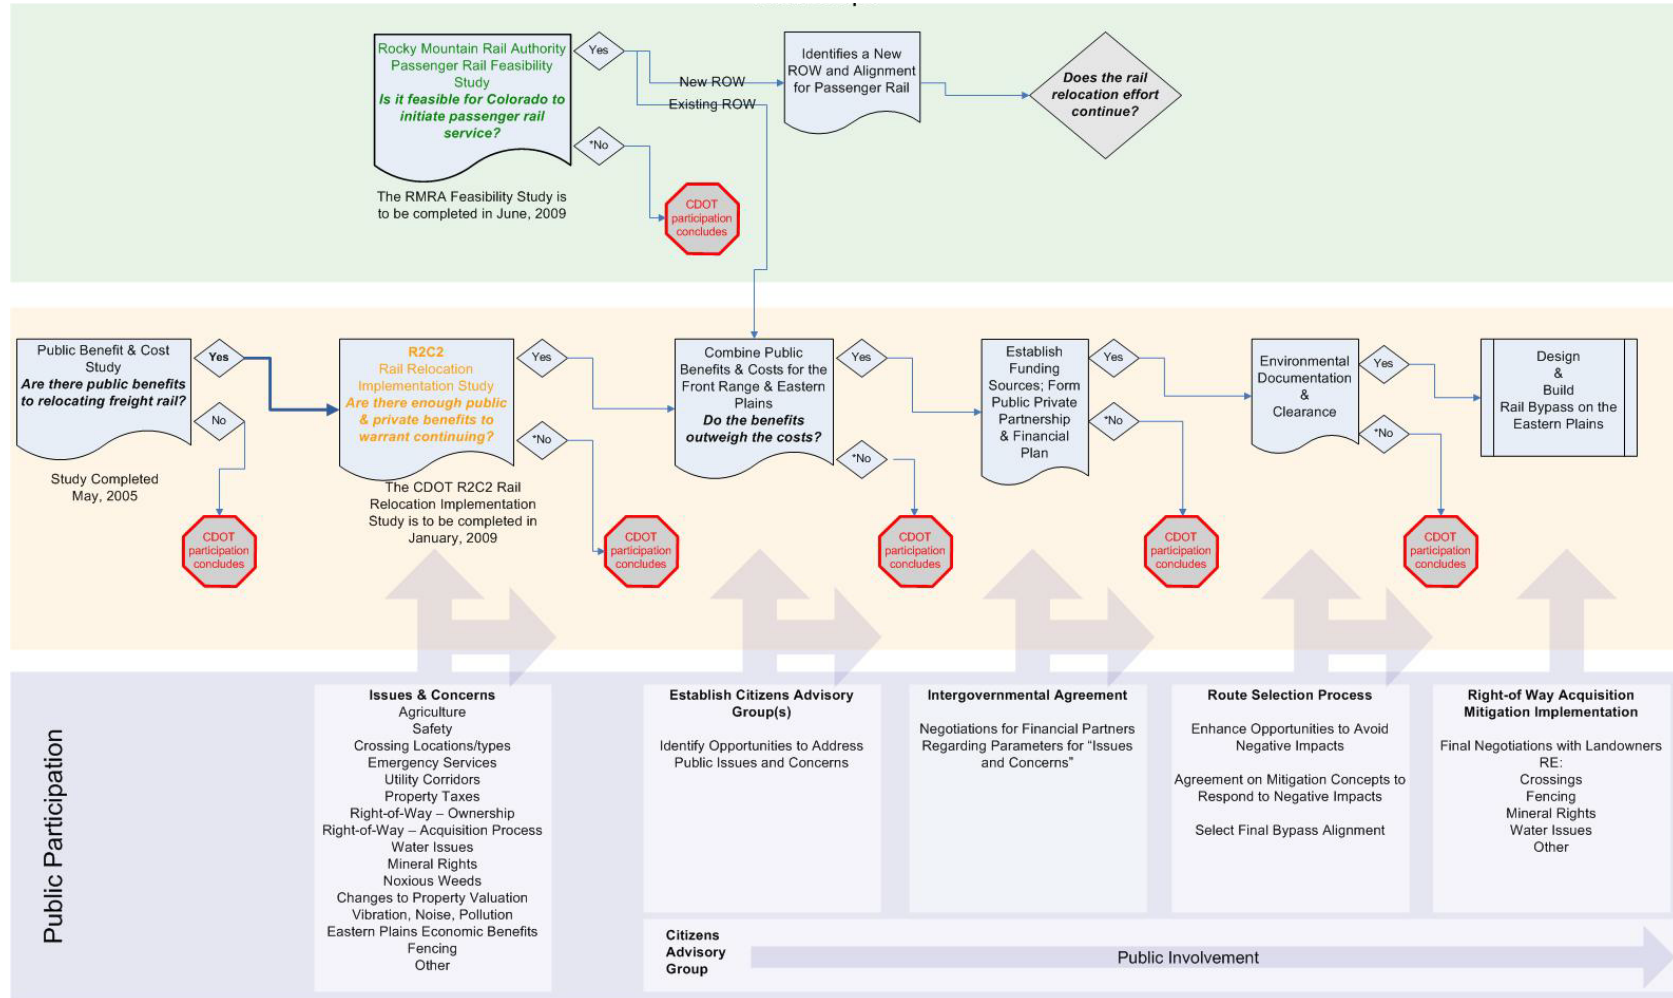 Rocky Mountain Rail Authority
Passenger Rail Feasibility
Study
Is it feasible for Colorado to
initiate passenger rail
service?
Yes
*No
New ROW
Existing ROW
Identifies a New
ROW and Alignment
for Passenger Rail
Does the rail
relocation effort
continue?
The RMRA Feasibility Study is
to be completed in June, 2009
CDOT
participation
concludes
Public Benefit & Cost
Study
Are there public benefits
to relocating freight rail?
Yes
No
Study Completed
May, 2005
CDOT
participation
concludes
R2C2
Rail Relocation
Implementation Study
Are there enough public
& private benefits to
warrant continuing?
Yes
*No
The CDOT R2C2 Rail
Relocation Implementation
Study is to be completed in
January, 2009
CDOT
participation
concludes
Combine Public
Benefits & Costs for the
Front Range & Eastern
Plains
Do the benefits
outweigh the costs?
Yes
*No
CDOT
participation
concludes
Establish
Funding
Sources; Form
Public Private
Partnership
& Financial
Plan
Yes
*No
CDOT
participation
concludes
Environmental
Documentation
&
Clearance
Yes
*No
CDOT
participation
concludes
Design
&
Build
Rail Bypass on the
Eastern Plains
Public Participation
Issues & Concerns
Agriculture
Safety
Crossing Locations/types
Emergency Services
Utility Corridors
Property Taxes
Right-of-Way – Ownership
Right-of-Way – Acquisition Process
Water Issues
Mineral Rights
Noxious Weeds
Changes to Property Valuation
Vibration, Noise, Pollution
Eastern Plains Economic Benefits
Fencing
Other
Establish Citizens Advisory
Group(s)
Identify Opportunities to Address
Public Issues and Concerns
Intergovernmental Agreement
Negotiations for Financial Partners
Regarding Parameters for “Issues
and Concerns”
Route Selection Process
Enhance Opportunities to Avoid
Negative Impacts
Agreement on Mitigation Concepts to
Respond to Negative Impacts
Select Final Bypass Alignment
Right-of Way Acquisition
Mitigation Implementation
Final Negotiations with Landowners
RE:
Crossings
Fencing
Mineral Rights
Water Issues
Other
Citizens
Advisory
Group
Public Involvement